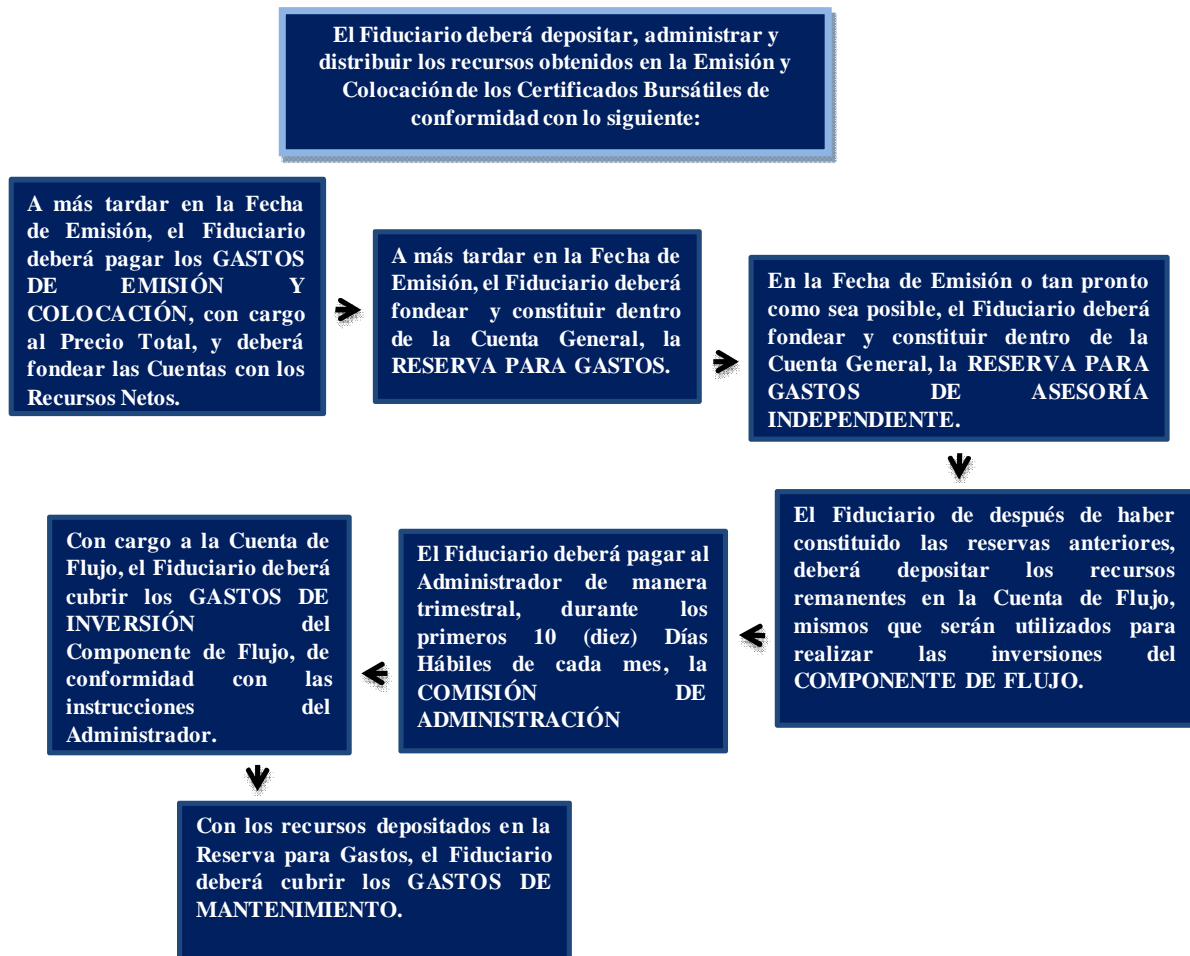 El Fiduciario deberá depositar, administrar y
distribuir los recursos obtenidos en la Emisión y
Colocación de los Certificados Bursátiles de
conformidad con lo siguiente:
A más tardar en la Fecha
de Emisión, el Fiduciario
deberá pagar los GASTOS
DE EMISIÓN Y
COLOCACIÓN, con cargo
al Precio Total, y deberá
fondear las Cuentas con los
Recursos Netos.
A más tardar en la Fecha de
Emisión, el Fiduciario deberá
fondear y constituir dentro
de la Cuenta General, la
RESERVA PARA GASTOS.
En la Fecha de Emisión o tan pronto
como sea posible, el Fiduciario deberá
fondear y constituir dentro de la
Cuenta General, la RESERVA PARA
GASTOS DE ASESORÍA
INDEPENDIENTE.
El Fiduciario de después de haber
constituido las reservas anteriores,
deberá depositar los recursos
remanentes en la Cuenta de Flujo,
mismos que serán utilizados para
realizar las inversiones del
COMPONENTE DE FLUJO.
El Fiduciario deberá pagar al
Administrador de manera
trimestral, durante los
primeros 10 (diez) Días
Hábiles de cada mes, la
COMISIÓN DE
ADMINISTRACIÓN
Con cargo a la Cuenta de
Flujo, el Fiduciario deberá
cubrir los GASTOS DE
INVERSIÓN del
Componente de Flujo, de
conformidad con las
instrucciones del
Administrador.
Con los recursos depositados en la
Reserva para Gastos, el Fiduciario
deberá cubrir los GASTOS DE
MANTENIMIENTO.